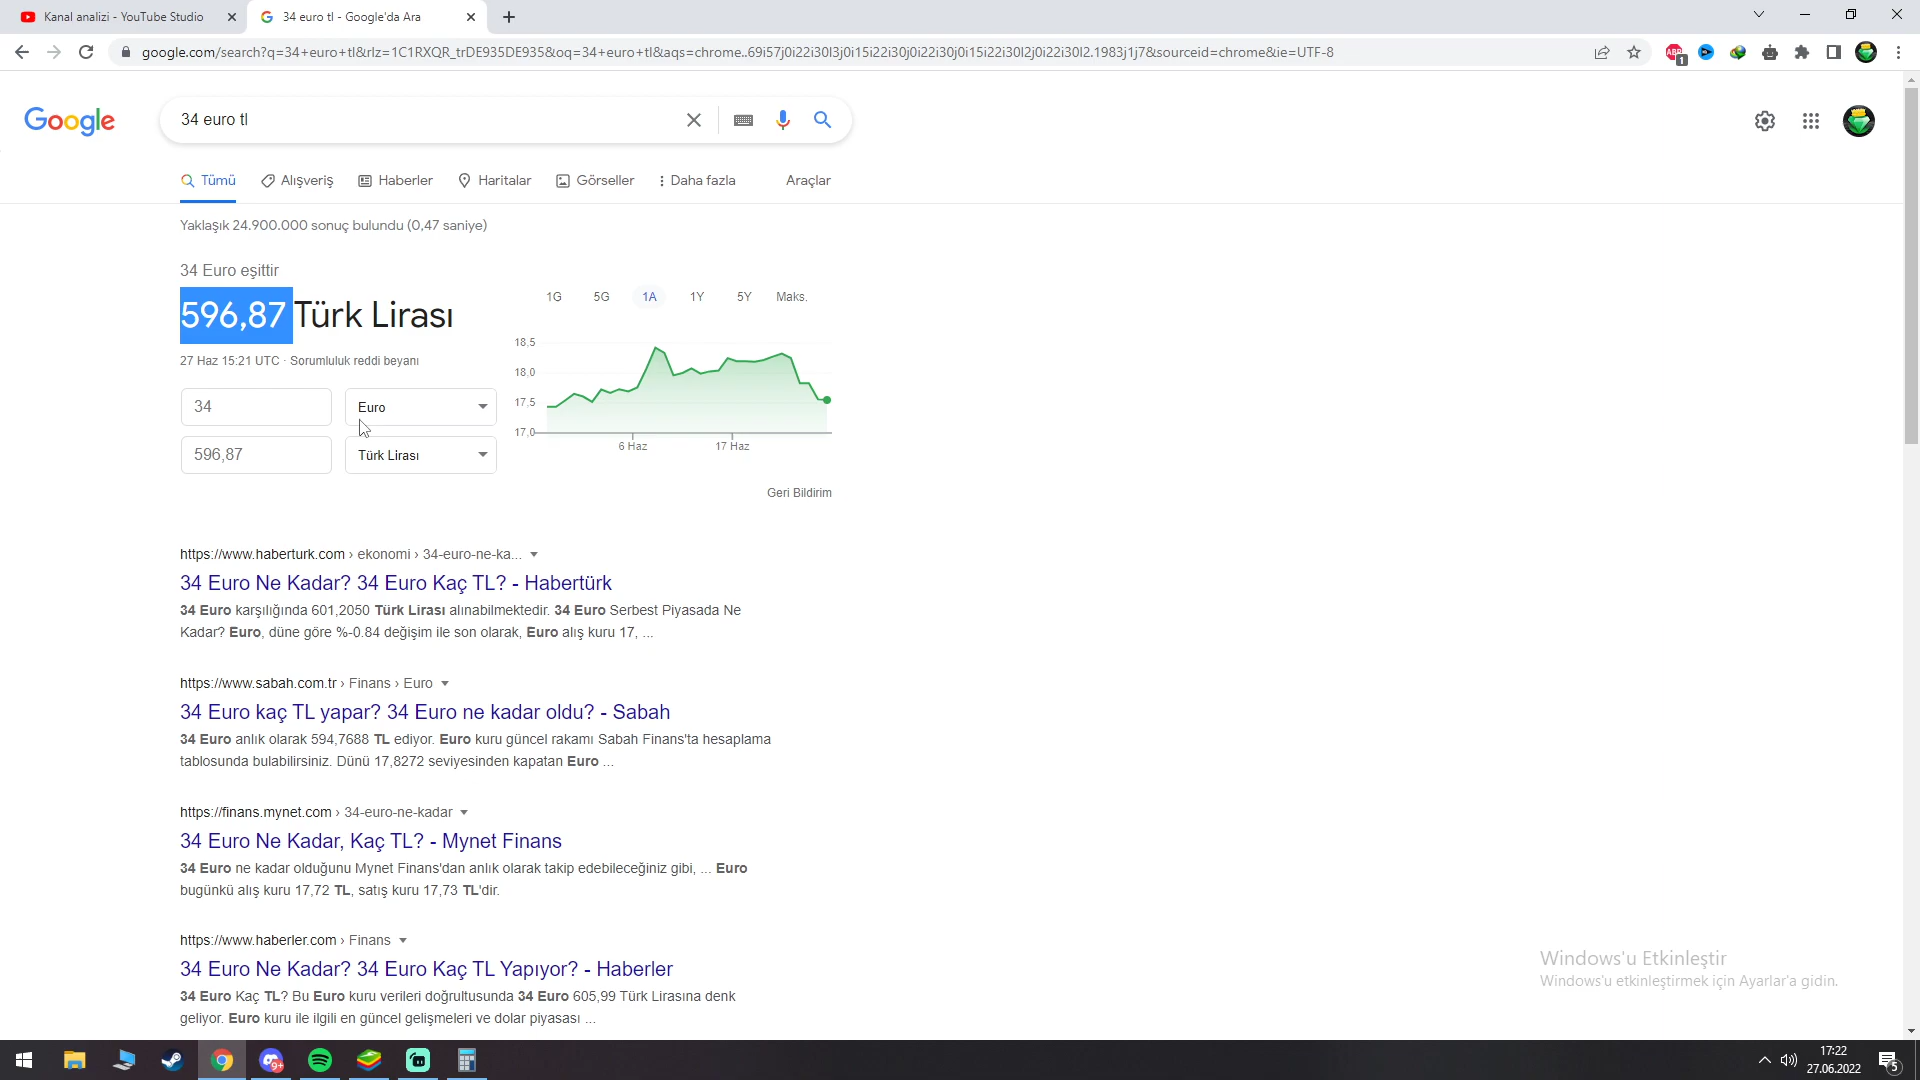 Kanal analizi - YouTube Studio
34 euro tl - Google'da Ara
google.com/search?q=34+euro+tl&rlz=1C1RXQR_trDE935DE935&oq=34+euro+tl&aqs=chrome..69i57j0i22i30l3j0i15i22i30j0i22i30j0i15i22i30l2j0i22i30l2.1983j1j7&sourceid=chrome&ie=UTF-8
ABP 1
Google
34 euro tl
Tümü Alışveriş Haberler Haritalar Görseller Daha fazla Araçlar
Yaklaşık 24.900.000 sonuç bulundu (0,47 saniye)
34 Euro eşittir
596,87 Türk Lirası
27 Haz 15:21 UTC · Sorumluluk reddi beyanı
34 Euro
596,87 Türk Lirası
1G 5G 1A 1Y 5Y Maks.
18,5
18,0
17,5
17,0
6 Haz 17 Haz
Geri Bildirim
https://www.haberturk.com › ekonomi › 34-euro-ne-ka...
34 Euro Ne Kadar? 34 Euro Kaç TL? - Habertürk
34 Euro karşılığında 601,2050 Türk Lirası alınabilmektedir. 34 Euro Serbest Piyasada Ne
Kadar? Euro, düne göre %-0.84 değişim ile son olarak, Euro alış kuru 17, ...
https://www.sabah.com.tr › Finans › Euro
34 Euro kaç TL yapar? 34 Euro ne kadar oldu? - Sabah
34 Euro anlık olarak 594,7688 TL ediyor. Euro kuru güncel rakamı Sabah Finans'ta hesaplama
tablosunda bulabilirsiniz. Dünü 17,8272 seviyesinden kapatan Euro ...
https://finans.mynet.com › 34-euro-ne-kadar
34 Euro Ne Kadar, Kaç TL? - Mynet Finans
34 Euro ne kadar olduğunu Mynet Finans'dan anlık olarak takip edebileceğiniz gibi, ... Euro
bugünkü alış kuru 17,72 TL, satış kuru 17,73 TL'dir.
https://www.haberler.com › Finans
34 Euro Ne Kadar? 34 Euro Kaç TL Yapıyor? - Haberler
34 Euro Kaç TL? Bu Euro kuru verileri doğrultusunda 34 Euro 605,99 Türk Lirasına denk
geliyor. Euro kuru ile ilgili en güncel gelişmeleri ve dolar piyasası ...
Windows'u Etkinleştir
Windows'u etkinleştirmek için Ayarlar'a gidin.
9+
17:22
27.06.2022
5